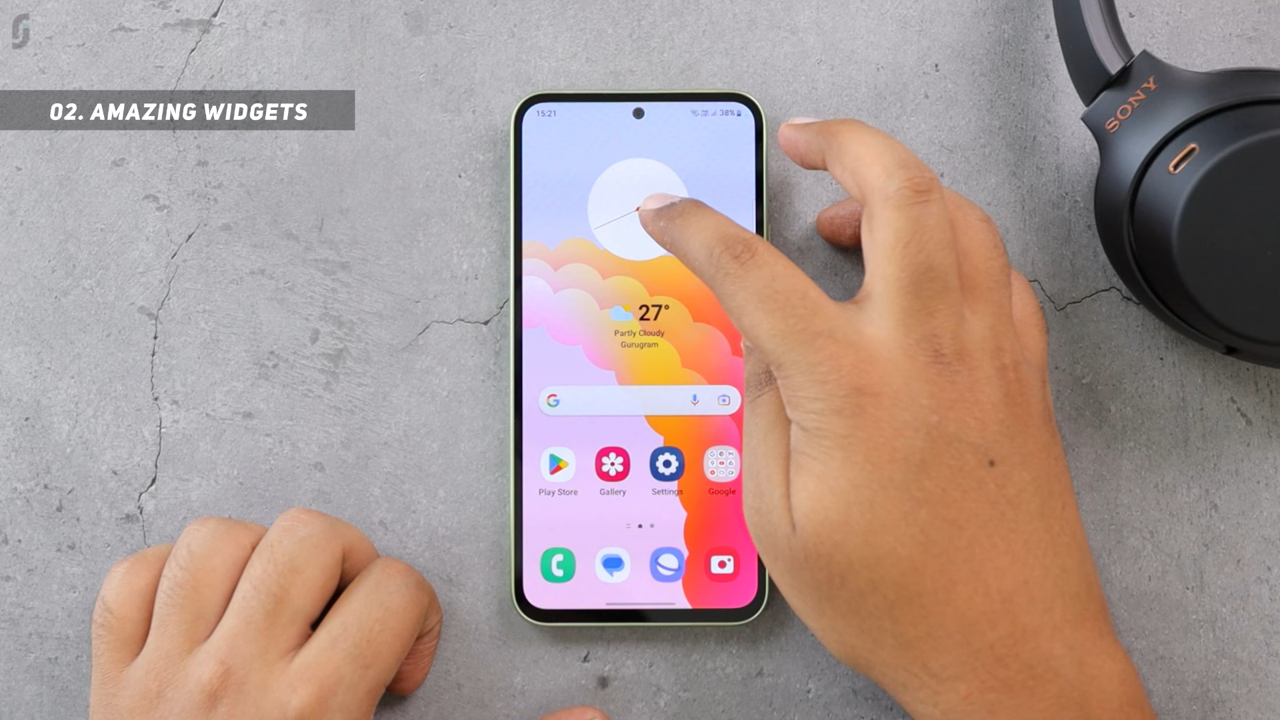 02. AMAZING WIDGETS
SONY
15:21
38%
27°
Partly Cloudy
Gurugram
Play Store
Gallery
Settings
Google